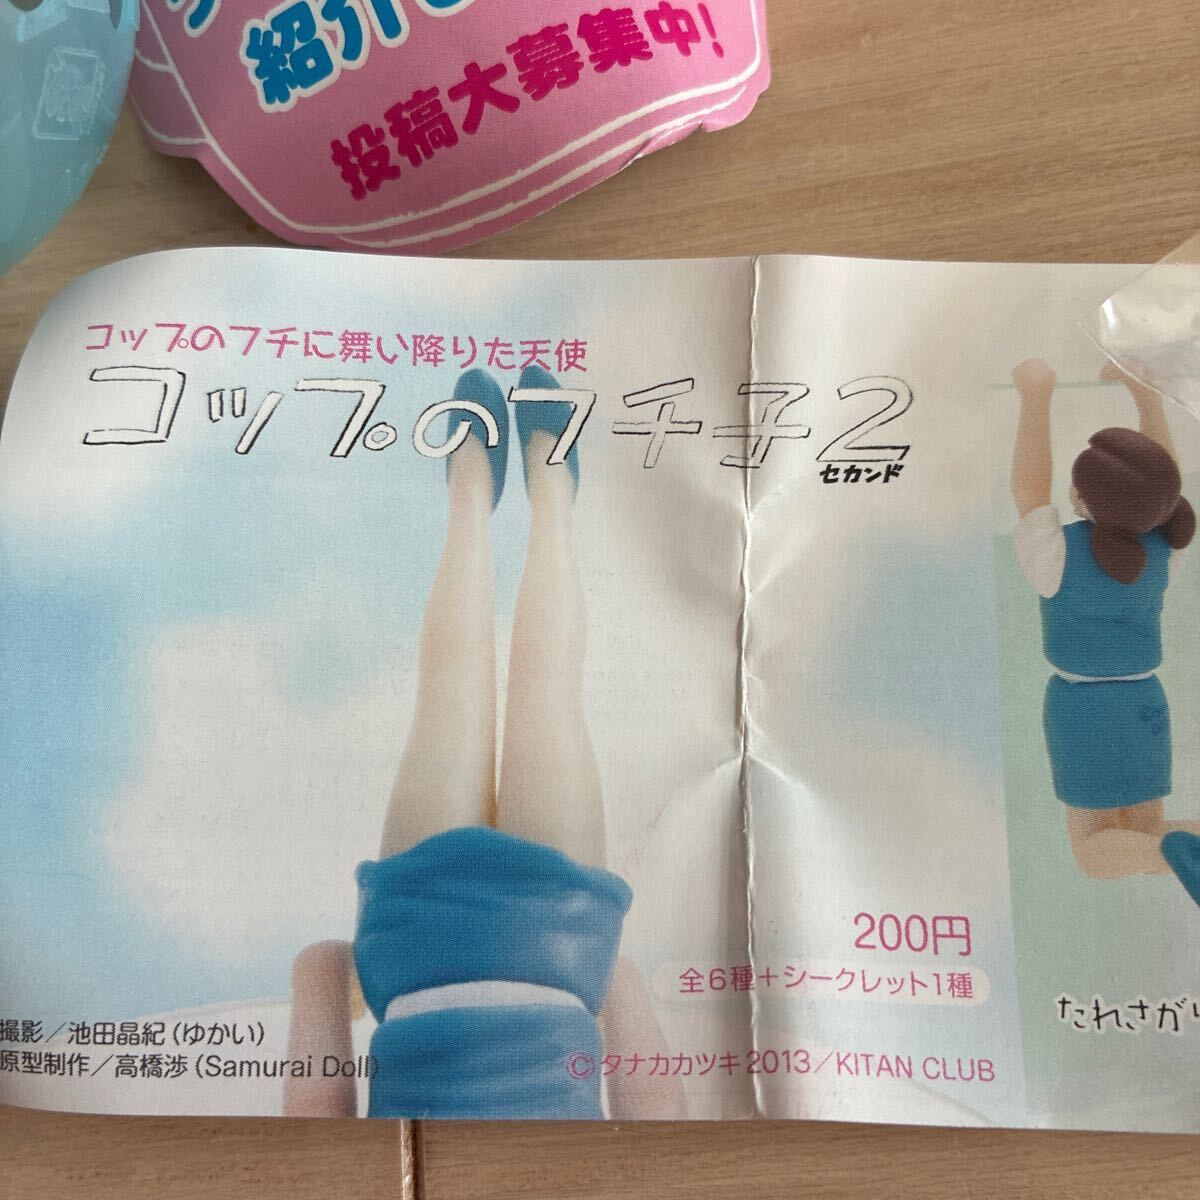 紹介
投稿大募集中!
コップのフチに舞い降りた天使
コップのフチ子2
セカンド
200円
全6種+シークレット1種
たれさがり
撮影/池田晶紀(ゆかい)
原型制作/高橋渉(Samurai Doll)
©タナカカツキ2013/KITAN CLUB